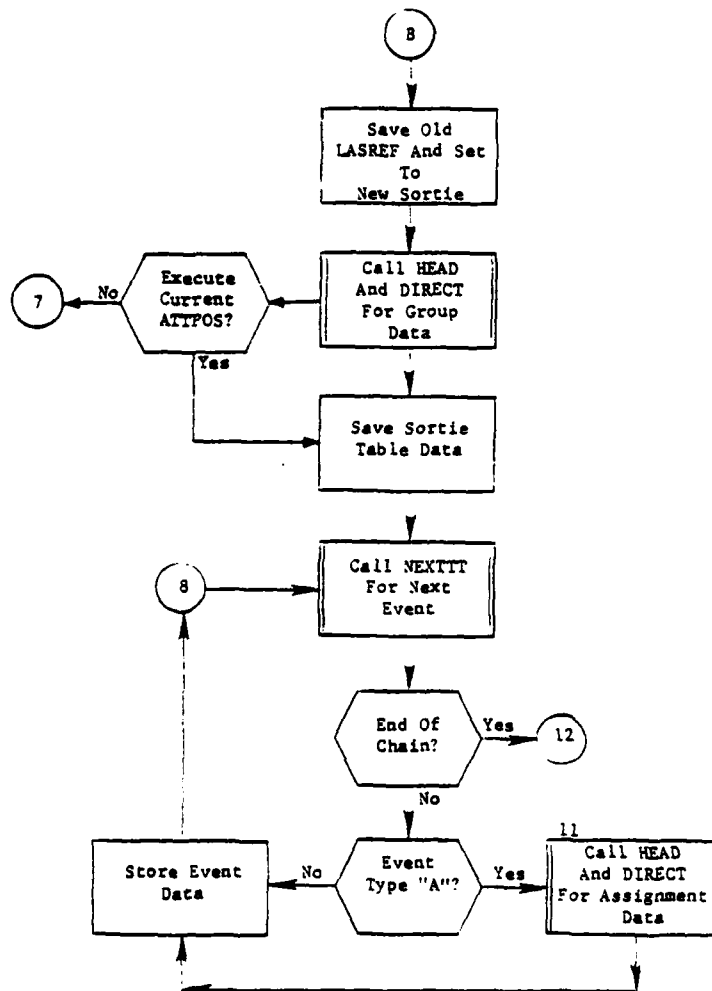 B
Save Old
LASREF And Set
To
New Sortie
Execute
Current
ATTPOS?
No
7
Yes
Call HEAD
And DIRECT
For Group
Data
Save Sortie
Table Data
8
Call NEXTTT
For Next
Event
End Of
Chain?
Yes
12
No
Store Event
Data
No
Event
Type "A"?
Yes
11
Call HEAD
And DIRECT
For Assignment
Data